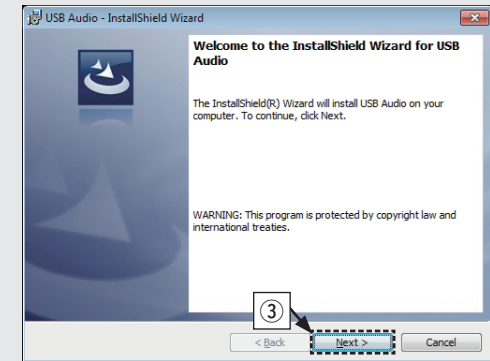 USB Audio - InstallShield Wizard
Welcome to the InstallShield Wizard for USB
Audio
The InstallShield(R) Wizard will install USB Audio on your
computer. To continue, click Next.
WARNING: This program is protected by copyright law and
international treaties.
③
< Back Next > Cancel